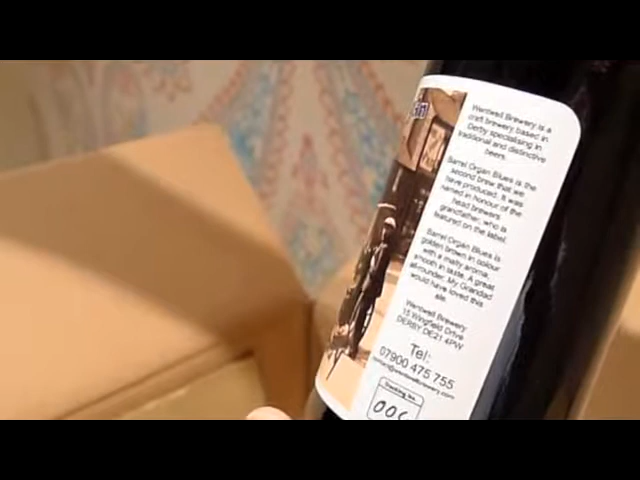 Wentwell Brewery is a
craft brewery based in
Derby specialising in
traditional and distinctive
beers.
Barrel Organ Blues is the
second brew that we
have produced. It was
named in honour of the
head brewers
grandfather, who is
featured on the label.
Barrel Organ Blues is
golden brown in colour
with a malty aroma,
smooth in taste. A great
all-rounder. My Grandad
would have loved this
ale.
Wentwell Brewery
15 Wingfield Drive
DERBY DE21 4PW
Tel:
07900 475 755